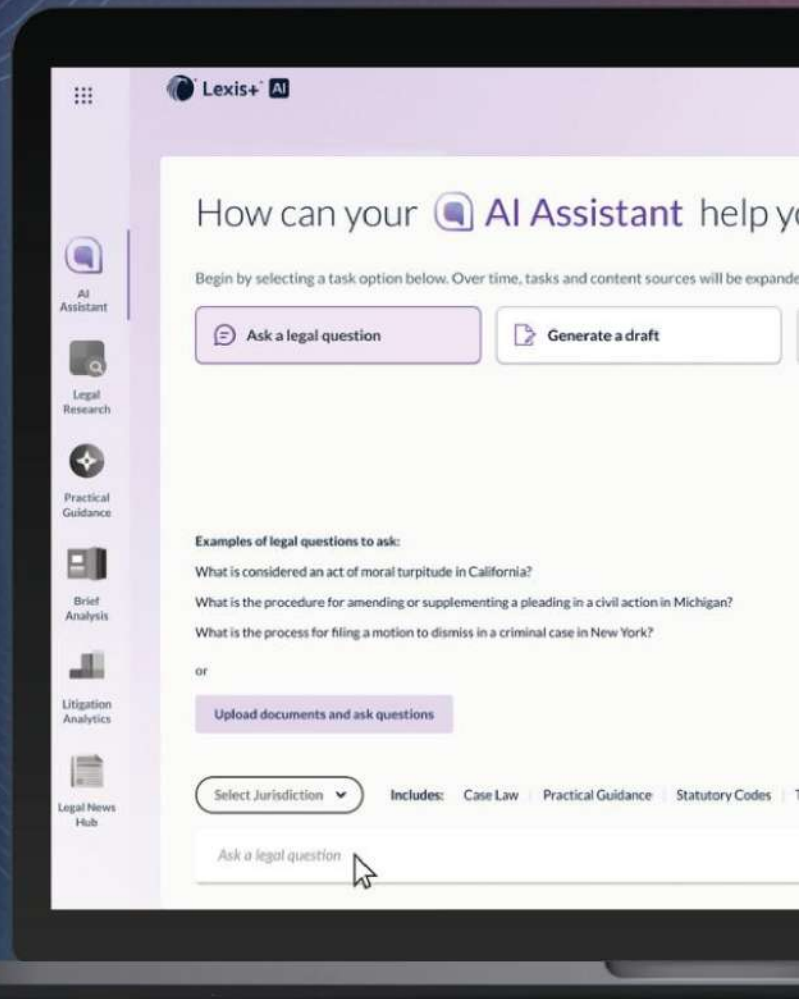 Lexis+ AI
How can your AI Assistant help
Begin by selecting a task option below. Over time, tasks and content sources will be
Ask a legal question
Generate a draft
AI
Assistant
Legal
Research
Practical
Guidance
Brief
Analysis
Litigation
Analytics
Legal News
Hub
Examples of legal questions to ask:
What is considered an act of moral turpitude in California?
What is the procedure for amending or supplementing a pleading in a civil action in Michigan?
What is the process for filing a motion to dismiss in a criminal case in New York?
or
Upload documents and ask questions
Select Jurisdiction
Includes: Case Law Practical Guidance Statutory Codes
Ask a legal question